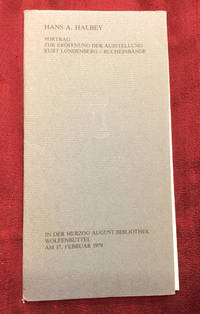 HANS A. HALBEY
VORTRAG
ZUR ERÖFFNUNG DER AUSSTELLUNG
KURT LONDENBERG – BUCHEINBÄNDE
IN DER HERZOG AUGUST BIBLIOTHEK
WOLFENBÜTTEL
AM 17. FEBRUAR 1979